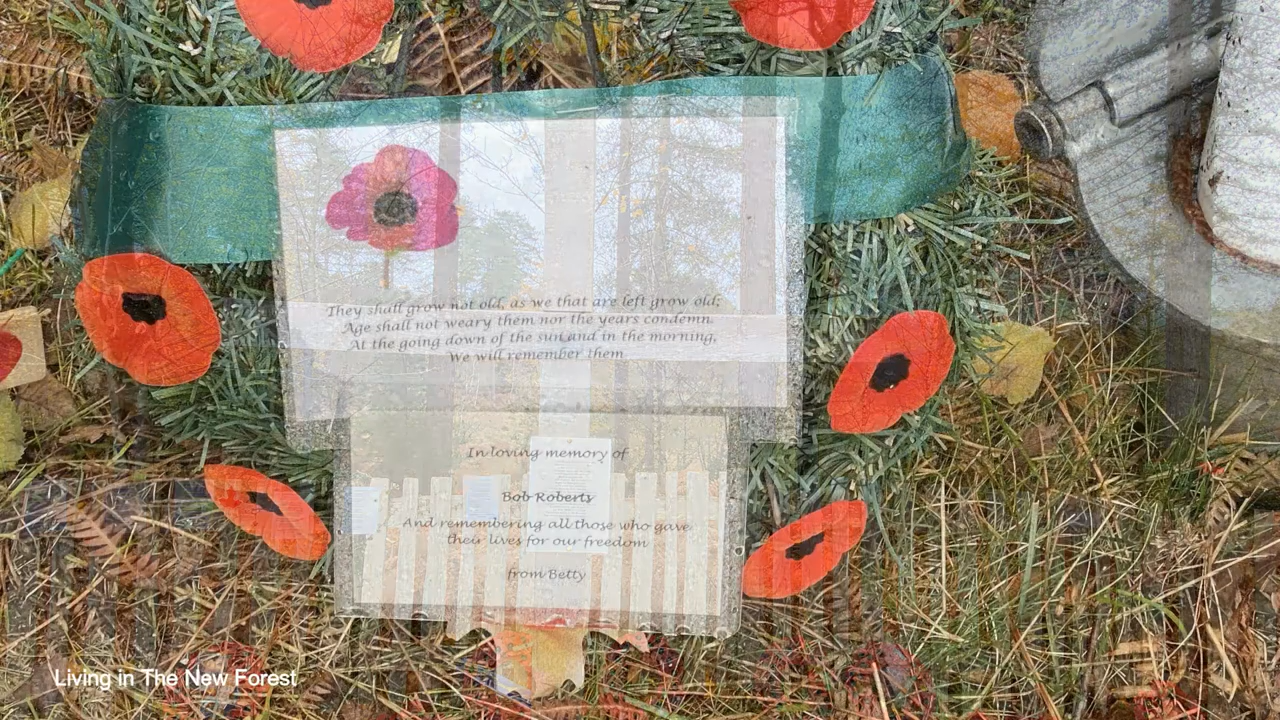 They shall grow not old, as we that are left grow old;
Age shall not weary them nor the years condemn.
At the going down of the sun and in the morning,
We will remember them
In loving memory of
Bob Roberts
And remembering all those who gave
their lives for our freedom
from Betty
Living in The New Forest